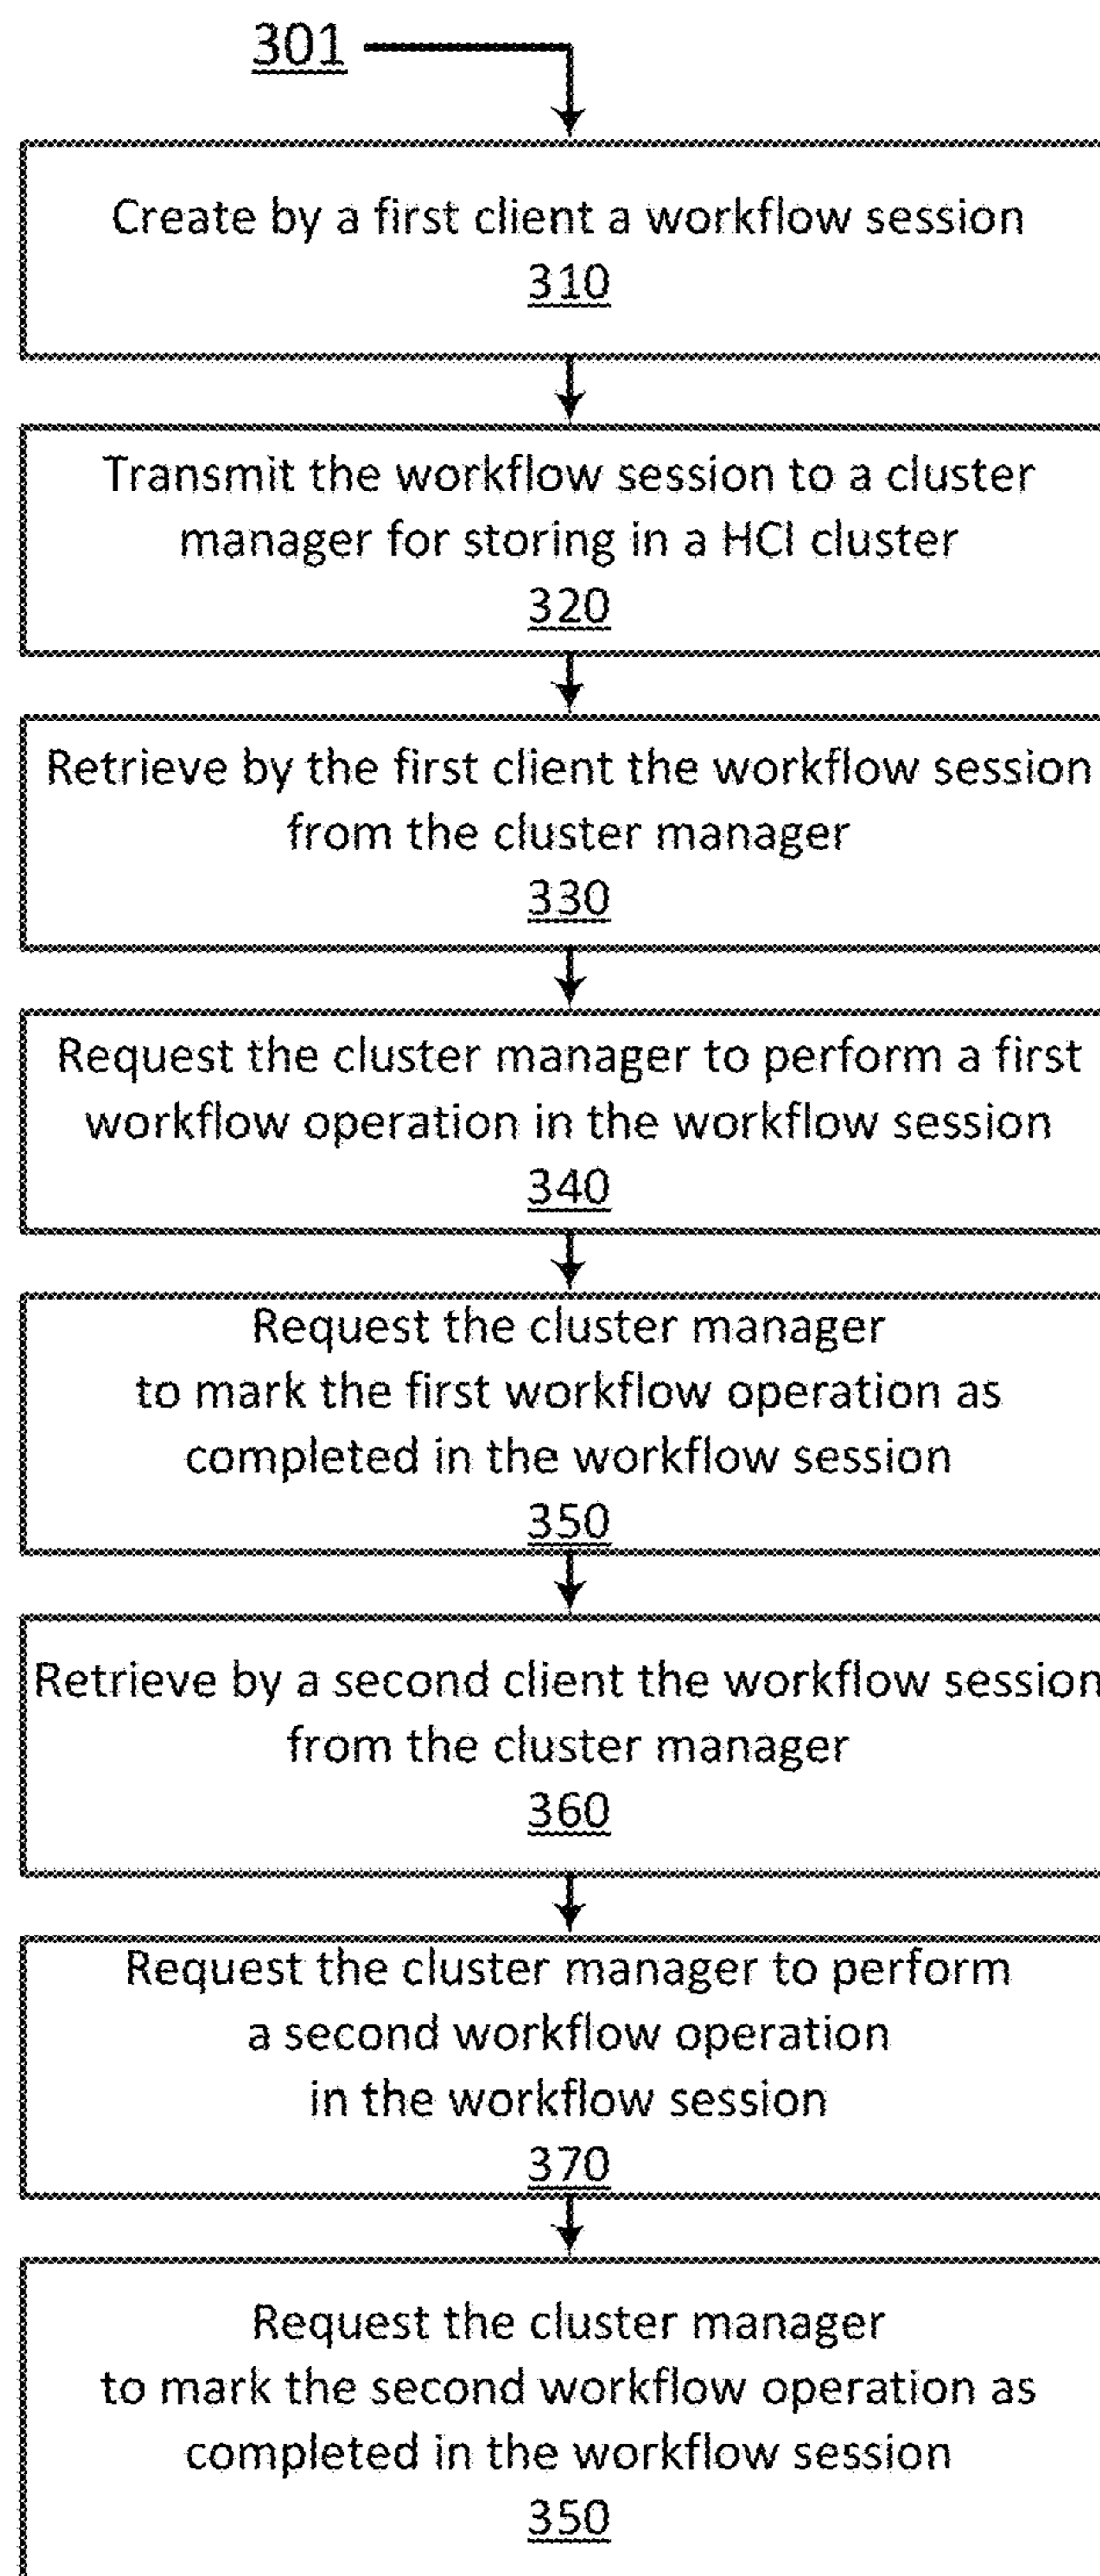 301
Create by a first client a workflow session
310
Transmit the workflow session to a cluster
manager for storing in a HCI cluster
320
Retrieve by the first client the workflow session
from the cluster manager
330
Request the cluster manager to perform a first
workflow operation in the workflow session
340
Request the cluster manager
to mark the first workflow operation as
completed in the workflow session
350
Retrieve by a second client the workflow session
from the cluster manager
360
Request the cluster manager to perform
a second workflow operation
in the workflow session
370
Request the cluster manager
to mark the second workflow operation as
completed in the workflow session
350